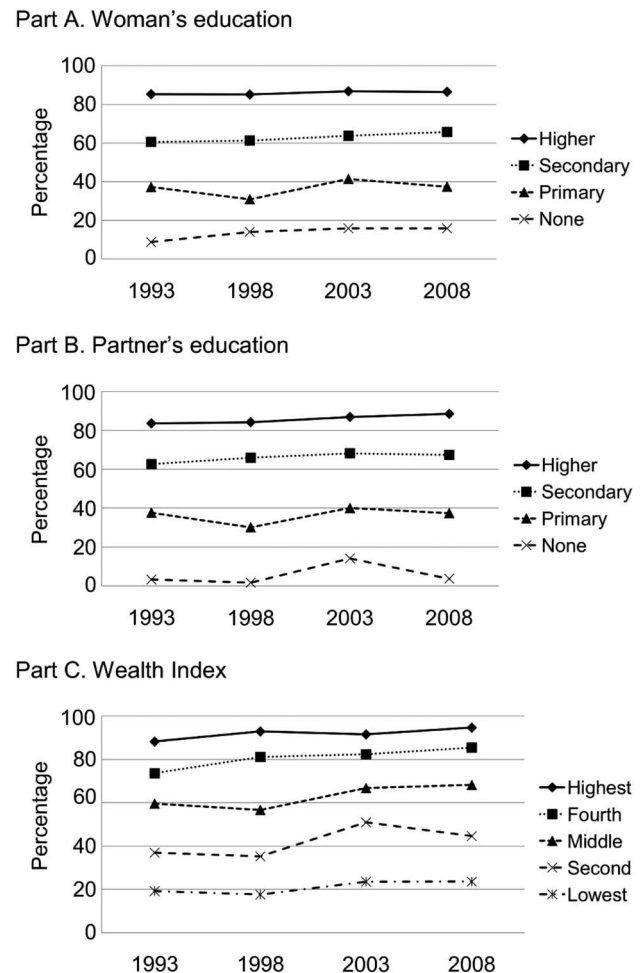 Part A. Woman's education
Percentage
100
80
60
40
20
0
1993 1998 2003 2008
Higher
Secondary
Primary
None
Part B. Partner's education
Percentage
100
80
60
40
20
0
1993 1998 2003 2008
Higher
Secondary
Primary
None
Part C. Wealth Index
Percentage
100
80
60
40
20
0
1993 1998 2003 2008
Highest
Fourth
Middle
Second
Lowest